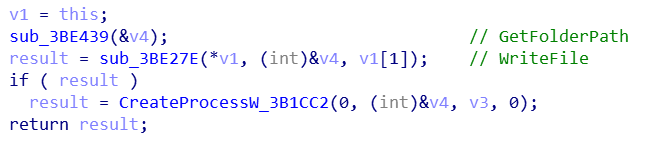 v1 = this;
sub_3BE439(&v4); // GetFolderPath
result = sub_3BE27E(*v1, (int)&v4, v1[1]); // WriteFile
if ( result )
result = CreateProcessW_3B1CC2(0, (int)&v4, v3, 0);
return result;